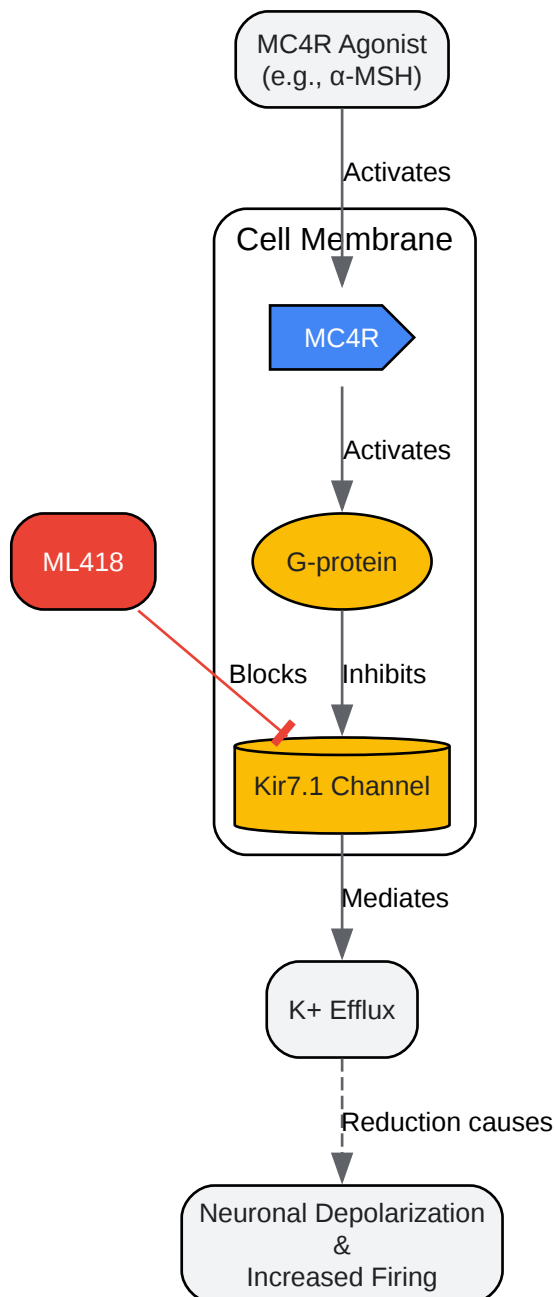 MC4R Agonist
(e.g., α-MSH)
Activates
Cell Membrane
MC4R
Activates
ML418
G-protein
Blocks
Inhibits
Kir7.1 Channel
Mediates
K+ Efflux
Reduction causes
Neuronal Depolarization
&
Increased Firing